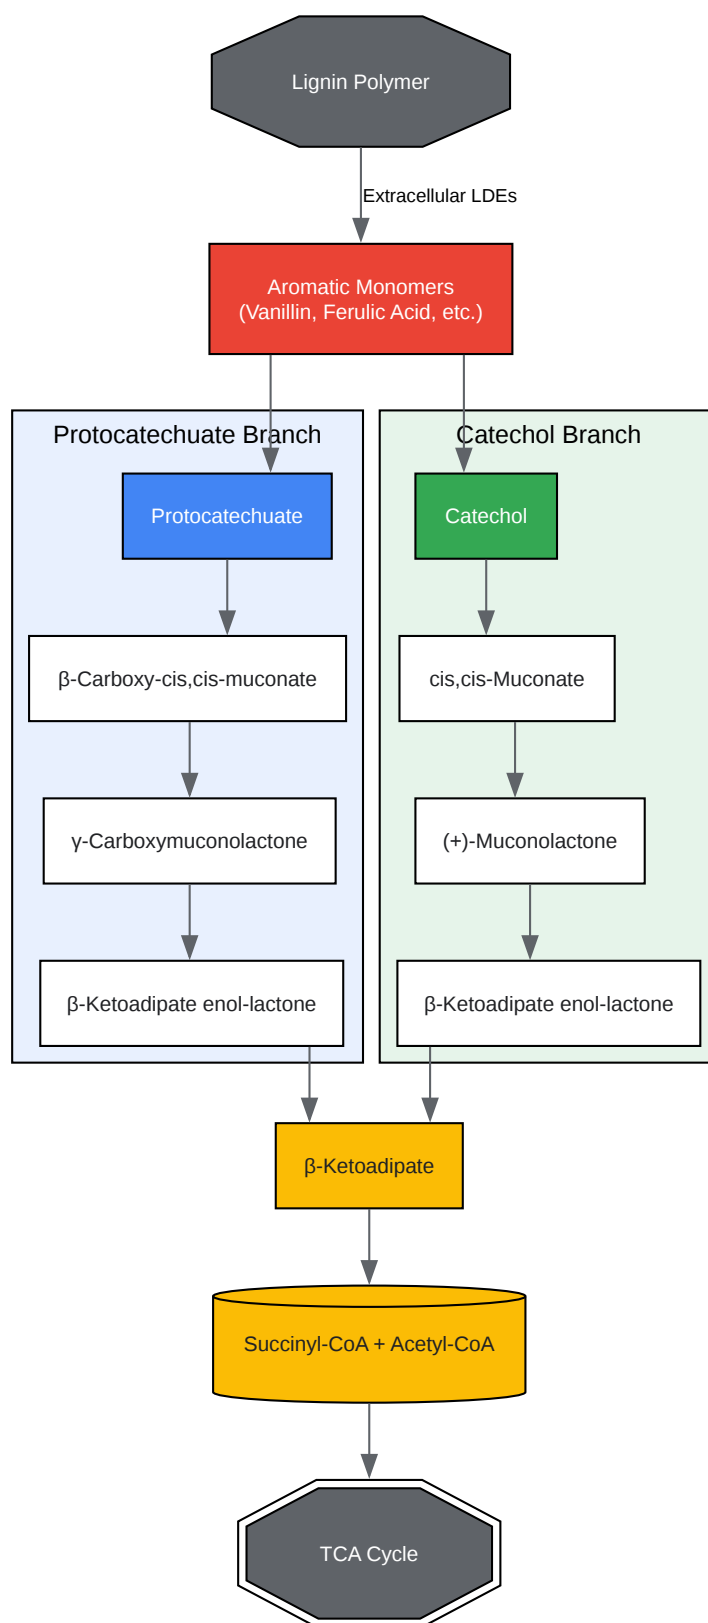 Lignin Polymer
Extracellular LDEs
Aromatic Monomers
(Vanillin, Ferulic Acid, etc.)
Protocatechuate Branch
Protocatechuate
β-Carboxy-cis,cis-muconate
γ-Carboxymuconolactone
β-Ketoadipate enol-lactone
Catechol Branch
Catechol
cis,cis-Muconate
(+)-Muconolactone
β-Ketoadipate enol-lactone
β-Ketoadipate
Succinyl-CoA + Acetyl-CoA
TCA Cycle